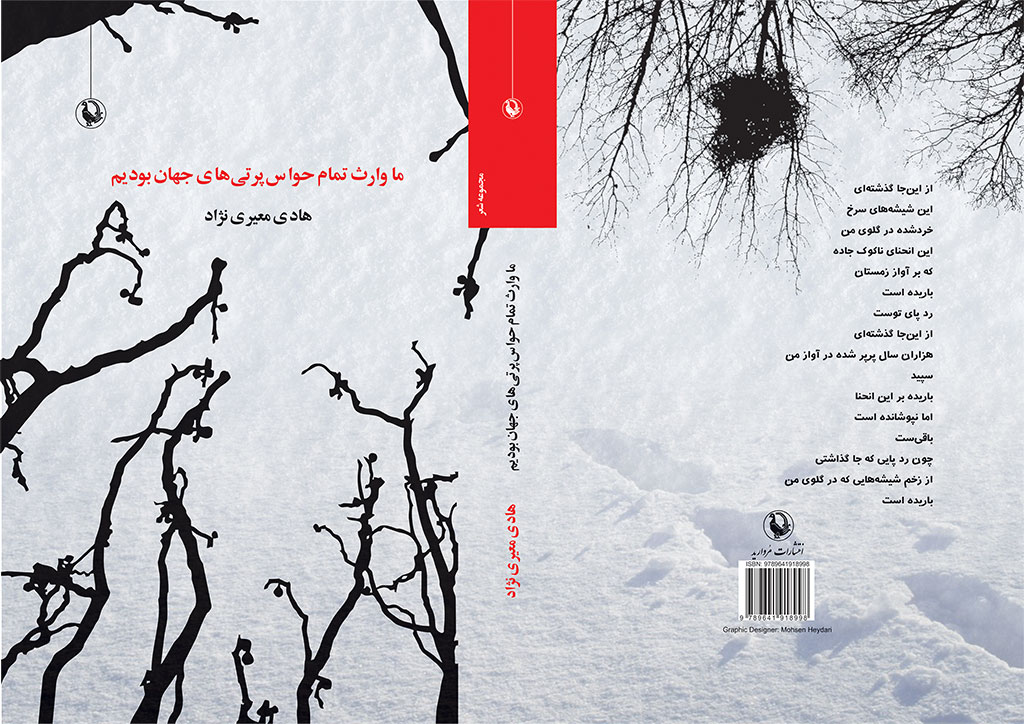 ما وارث تمام حواس‌پرتی‌های جهان بودیم
هادی معیری نژاد
مجموعه شعر
ما وارث تمام حواس‌پرتی‌های جهان بودیم
هادی معیری نژاد
از این‌جا گذشته‌ای
این شیشه‌های سرخ
خردشده در گلوی من
این انحنای ناکوک جاده
که بر آواز زمستان
باریده است
رد پای توست
از این‌جا گذشته‌ای
هزاران سال پرپر شده در آواز من
سپید
باریده بر این انحنا
اما نپوشانده است
باقی‌ست
چون رد پایی که جا گذاشتی
از زخم شیشه‌هایی که در گلوی من
باریده است
انتشارات مروارید
ISBN: 9789641918998
9 789641 918996
Graphic Designer: Mohsen Heydari